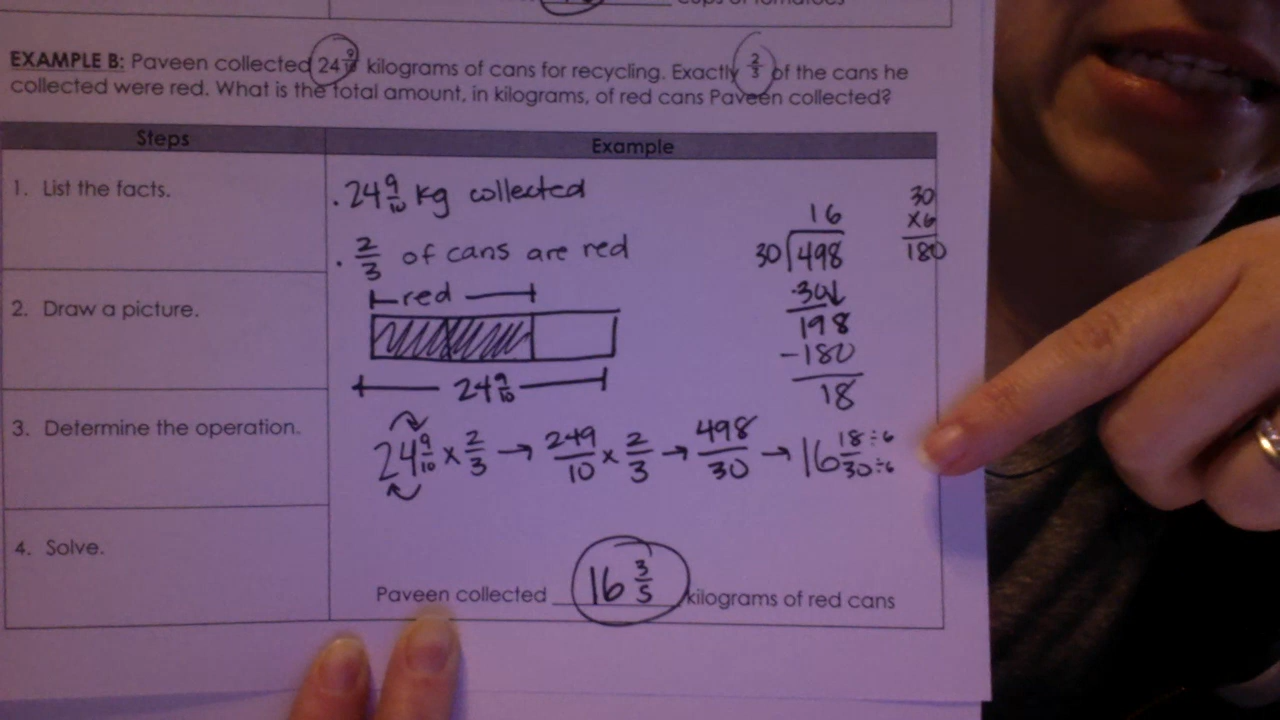 cups of tomatoes
EXAMPLE B: Paveen collected 24 9/10 kilograms of cans for recycling. Exactly 2/3 of the cans he
collected were red. What is the total amount, in kilograms, of red cans Paveen collected?
Steps
Example
1. List the facts.
. 24 9/10 kg collected
. 2/3 of cans are red
2. Draw a picture.
red
24 9/10
16
30 498
-30↓
198
-180
18
30
x6
180
3. Determine the operation.
24 9/10 x 2/3 → 249/10 x 2/3 → 498/30 → 16 18÷6/30÷6
4. Solve.
Paveen collected 16 3/5 kilograms of red cans